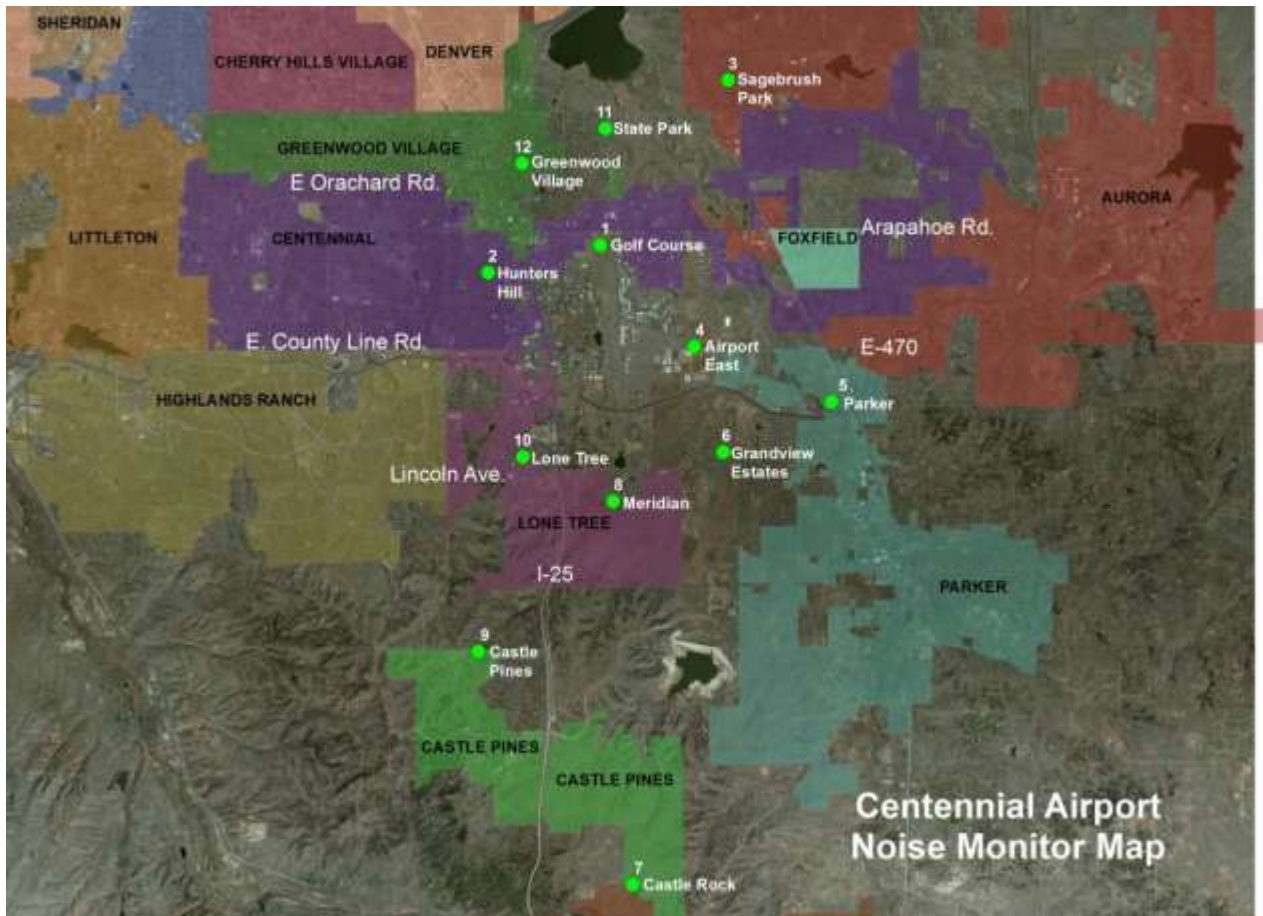 SHERIDAN
CHERRY HILLS VILLAGE
DENVER
3
Sagebrush
Park
11
State Park
GREENWOOD VILLAGE
12
Greenwood
Village
E Orachard Rd.
AURORA
LITTLETON
CENTENNIAL
1
Golf Course
FOXFIELD
Arapahoe Rd.
2
Hunters
Hill
E. County Line Rd.
4
Airport
East
E-470
HIGHLANDS RANCH
5
Parker
10
Lone Tree
6
Grandview
Estates
Lincoln Ave.
8
Meridian
LONE TREE
I-25
PARKER
9
Castle
Pines
CASTLE PINES
CASTLE PINES
Centennial Airport
Noise Monitor Map
7
Castle Rock